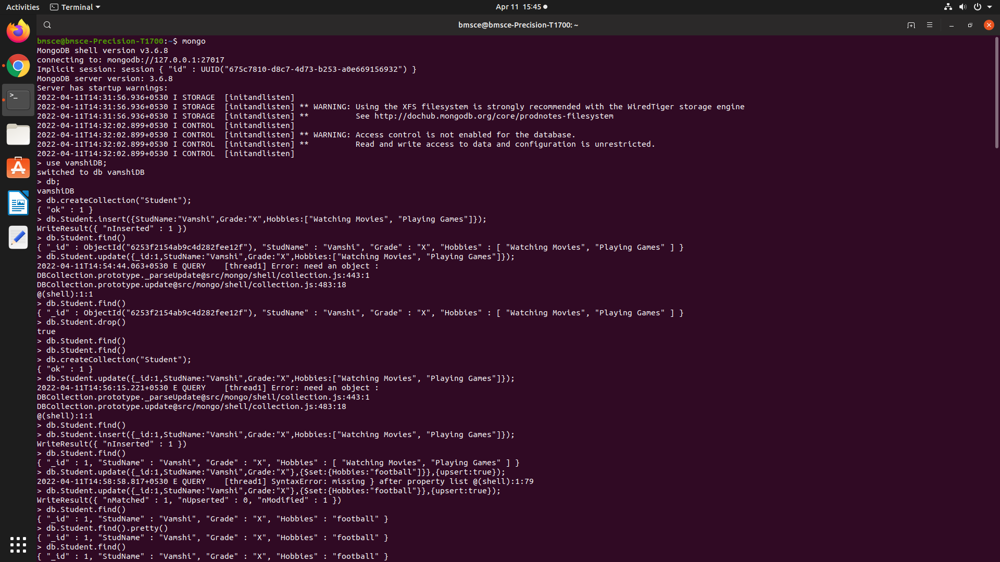 Activities Terminal Apr 11 15:45
bmsce@bmsce-Precision-T1700: ~
bmsce@bmsce-Precision-T1700:~$ mongo
MongoDB shell version v3.6.8
connecting to: mongodb://127.0.0.1:27017
Implicit session: session { "id" : UUID("675c7810-d8c7-4d73-b253-a0e669156932") }
MongoDB server version: 3.6.8
Server has startup warnings:
2022-04-11T14:31:56.936+0530 I STORAGE  [initandlisten]
2022-04-11T14:31:56.936+0530 I STORAGE  [initandlisten] ** WARNING: Using the XFS filesystem is strongly recommended with the WiredTiger storage engine
2022-04-11T14:31:56.936+0530 I STORAGE  [initandlisten] **          See http://dochub.mongodb.org/core/prodnotes-filesystem
2022-04-11T14:32:02.899+0530 I CONTROL  [initandlisten]
2022-04-11T14:32:02.899+0530 I CONTROL  [initandlisten] ** WARNING: Access control is not enabled for the database.
2022-04-11T14:32:02.899+0530 I CONTROL  [initandlisten] **          Read and write access to data and configuration is unrestricted.
2022-04-11T14:32:02.899+0530 I CONTROL  [initandlisten]
> use vamshiDB;
switched to db vamshiDB
> db;
vamshiDB
> db.createCollection("Student");
{ "ok" : 1 }
> db.Student.insert({StudName:"Vamshi",Grade:"X",Hobbies:["Watching Movies", "Playing Games"]});
WriteResult({ "nInserted" : 1 })
> db.Student.find()
{ "_id" : ObjectId("6253f2154ab9c4d282fee12f"), "StudName" : "Vamshi", "Grade" : "X", "Hobbies" : [ "Watching Movies", "Playing Games" ] }
> db.Student.update({_id:1,StudName:"Vamshi",Grade:"X",Hobbies:["Watching Movies", "Playing Games"]});
2022-04-11T14:54:44.063+0530 E QUERY    [thread1] Error: need an object :
DBCollection.prototype._parseUpdate@src/mongo/shell/collection.js:443:1
DBCollection.prototype.update@src/mongo/shell/collection.js:483:18
@(shell):1:1
> db.Student.find()
{ "_id" : ObjectId("6253f2154ab9c4d282fee12f"), "StudName" : "Vamshi", "Grade" : "X", "Hobbies" : [ "Watching Movies", "Playing Games" ] }
> db.Student.drop()
true
> db.Student.find()
> db.Student.find()
> db.createCollection("Student");
{ "ok" : 1 }
> db.Student.update({_id:1,StudName:"Vamshi",Grade:"X",Hobbies:["Watching Movies", "Playing Games"]});
2022-04-11T14:56:15.221+0530 E QUERY    [thread1] Error: need an object :
DBCollection.prototype._parseUpdate@src/mongo/shell/collection.js:443:1
DBCollection.prototype.update@src/mongo/shell/collection.js:483:18
@(shell):1:1
> db.Student.find()
> db.Student.insert({_id:1,StudName:"Vamshi",Grade:"X",Hobbies:["Watching Movies", "Playing Games"]});
WriteResult({ "nInserted" : 1 })
> db.Student.find()
{ "_id" : 1, "StudName" : "Vamshi", "Grade" : "X", "Hobbies" : [ "Watching Movies", "Playing Games" ] }
> db.Student.update({_id:1,StudName:"Vamshi",Grade:"X"},{$set:{Hobbies:"football"]}},{upsert:true});
2022-04-11T14:58:58.817+0530 E QUERY    [thread1] SyntaxError: missing } after property list @(shell):1:79
> db.Student.update({_id:1,StudName:"Vamshi",Grade:"X"},{$set:{Hobbies:"football"}},{upsert:true});
WriteResult({ "nMatched" : 1, "nUpserted" : 0, "nModified" : 1 })
> db.Student.find()
{ "_id" : 1, "StudName" : "Vamshi", "Grade" : "X", "Hobbies" : "football" }
> db.Student.find().pretty()
{ "_id" : 1, "StudName" : "Vamshi", "Grade" : "X", "Hobbies" : "football" }
> db.Student.find()
{ "_id" : 1, "StudName" : "Vamshi", "Grade" : "X", "Hobbies" : "football" }